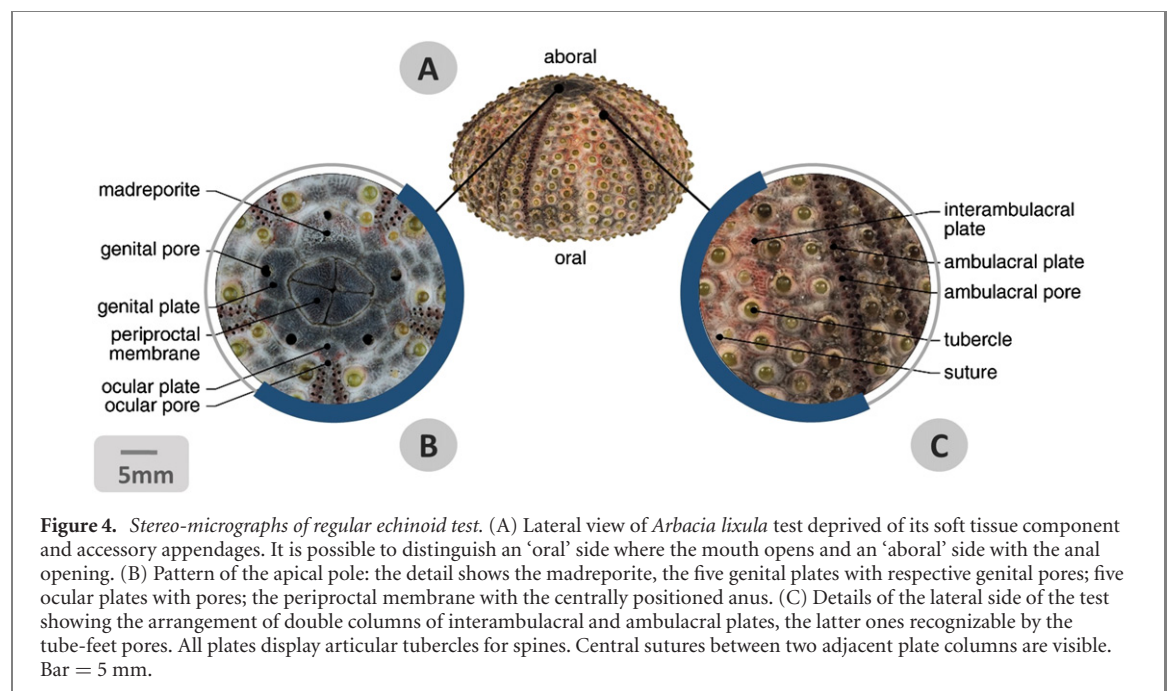 A
aboral
oral
madreporite
genital pore
genital plate
periproctal
membrane
ocular plate
ocular pore
B
5mm
interambulacral
plate
ambulacral plate
ambulacral pore
tubercle
suture
C
Figure 4. Stereo-micrographs of regular echinoid test. (A) Lateral view of Arbacia lixula test deprived of its soft tissue component
and accessory appendages. It is possible to distinguish an ‘oral’ side where the mouth opens and an ‘aboral’ side with the anal
opening. (B) Pattern of the apical pole: the detail shows the madreporite, the five genital plates with respective genital pores; five
ocular plates with pores; the periproctal membrane with the centrally positioned anus. (C) Details of the lateral side of the test
showing the arrangement of double columns of interambulacral and ambulacral plates, the latter ones recognizable by the
tube-feet pores. All plates display articular tubercles for spines. Central sutures between two adjacent plate columns are visible.
Bar = 5 mm.